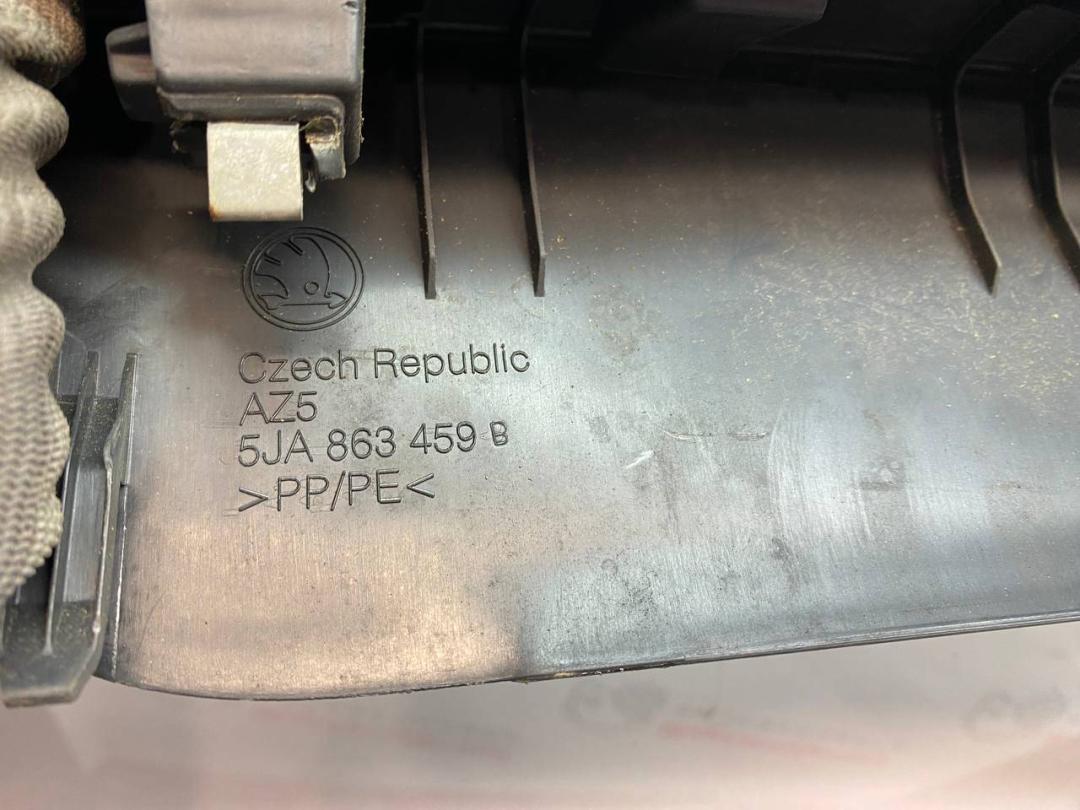 Czech Republic
AZ5
5JA 863 459 B
>PP/PE<